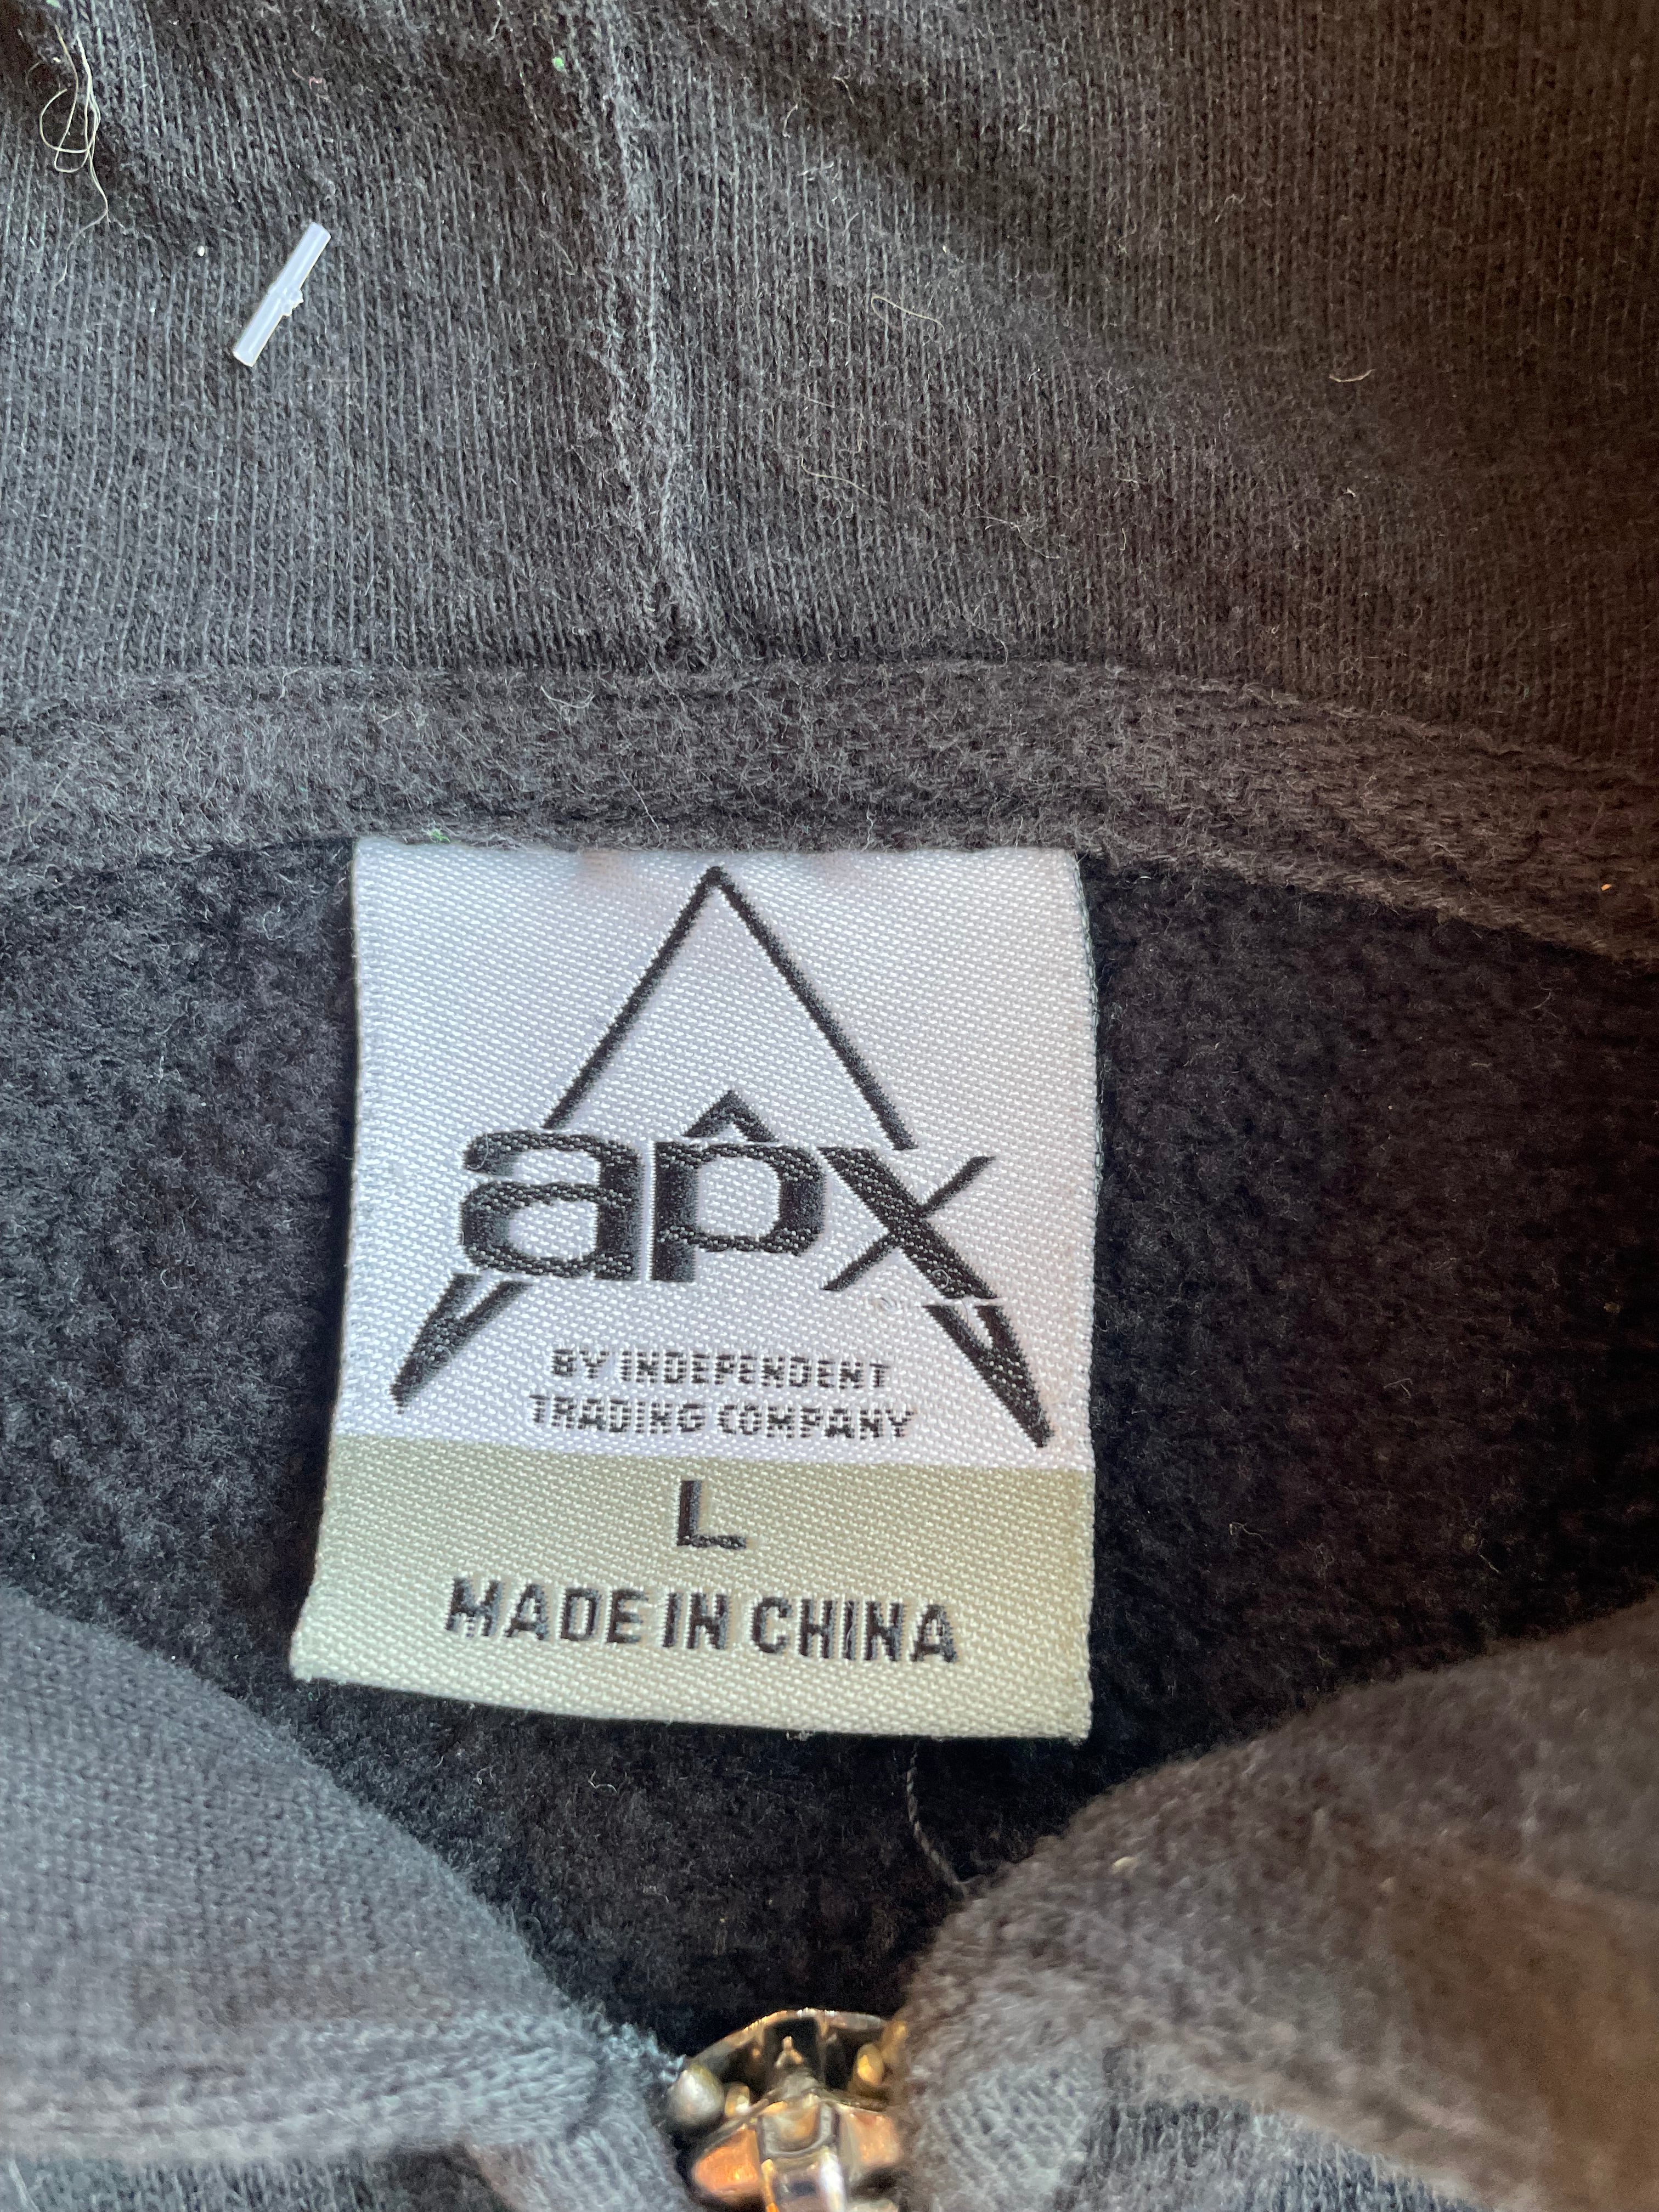 apx
BY INDEPENDENT
TRADING COMPANY
L
MADE IN CHINA